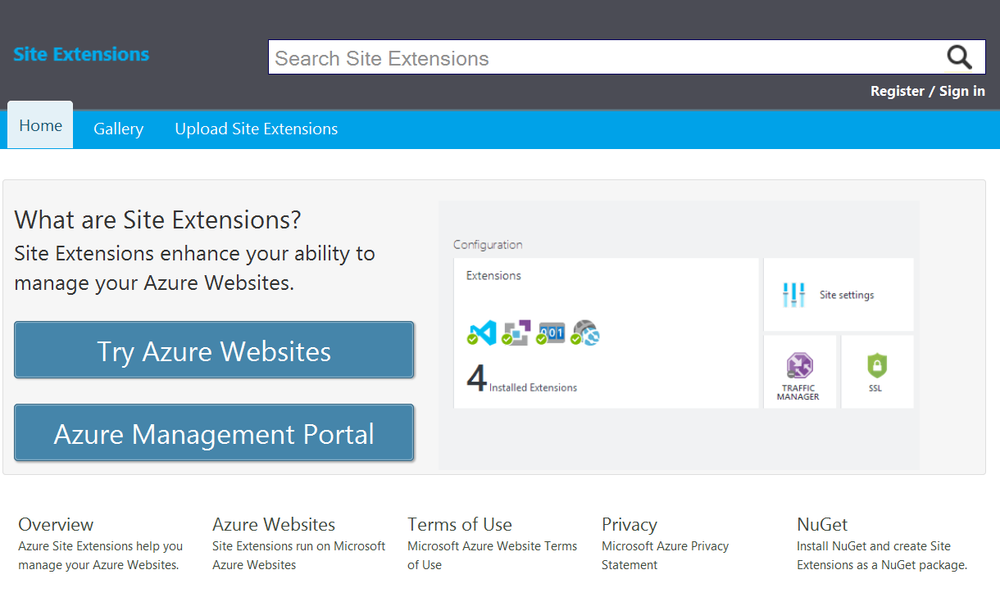 Site Extensions
Search Site Extensions
Register / Sign in
Home
Gallery
Upload Site Extensions
What are Site Extensions?
Site Extensions enhance your ability to
manage your Azure Websites.
Try Azure Websites
Azure Management Portal
Configuration
Extensions
001
4 Installed Extensions
Site settings
TRAFFIC
MANAGER
SSL
Overview
Azure Site Extensions help you
manage your Azure Websites.
Azure Websites
Site Extensions run on Microsoft
Azure Websites
Terms of Use
Microsoft Azure Website Terms
of Use
Privacy
Microsoft Azure Privacy
Statement
NuGet
Install NuGet and create Site
Extensions as a NuGet package.